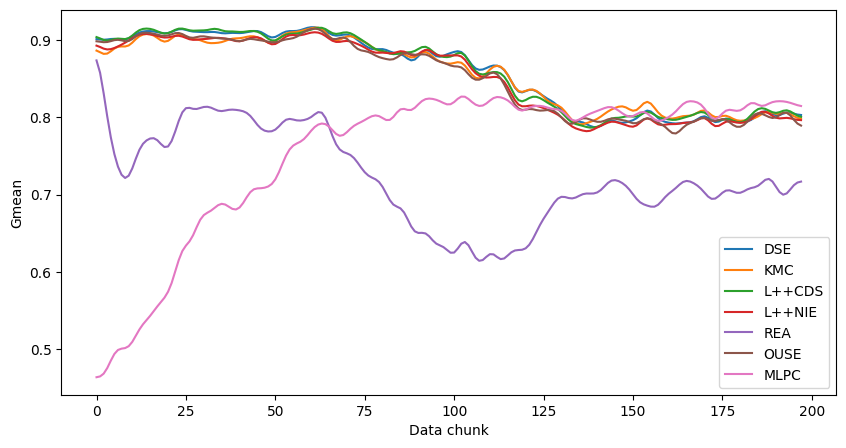 Gmean
0.9
0.8
0.7
0.6
0.5
0
25
50
75
100
125
150
175
200
Data chunk
DSE
KMC
L++CDS
L++NIE
REA
OUSE
MLPC